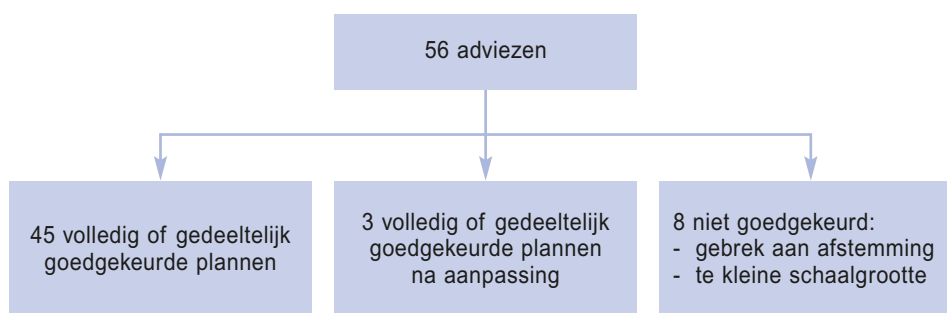 56 adviezen
45 volledig of gedeeltelijk
goedgekeurde plannen
3 volledig of gedeeltelijk
goedgekeurde plannen
na aanpassing
8 niet goedgekeurd:
- gebrek aan afstemming
- te kleine schaalgrootte